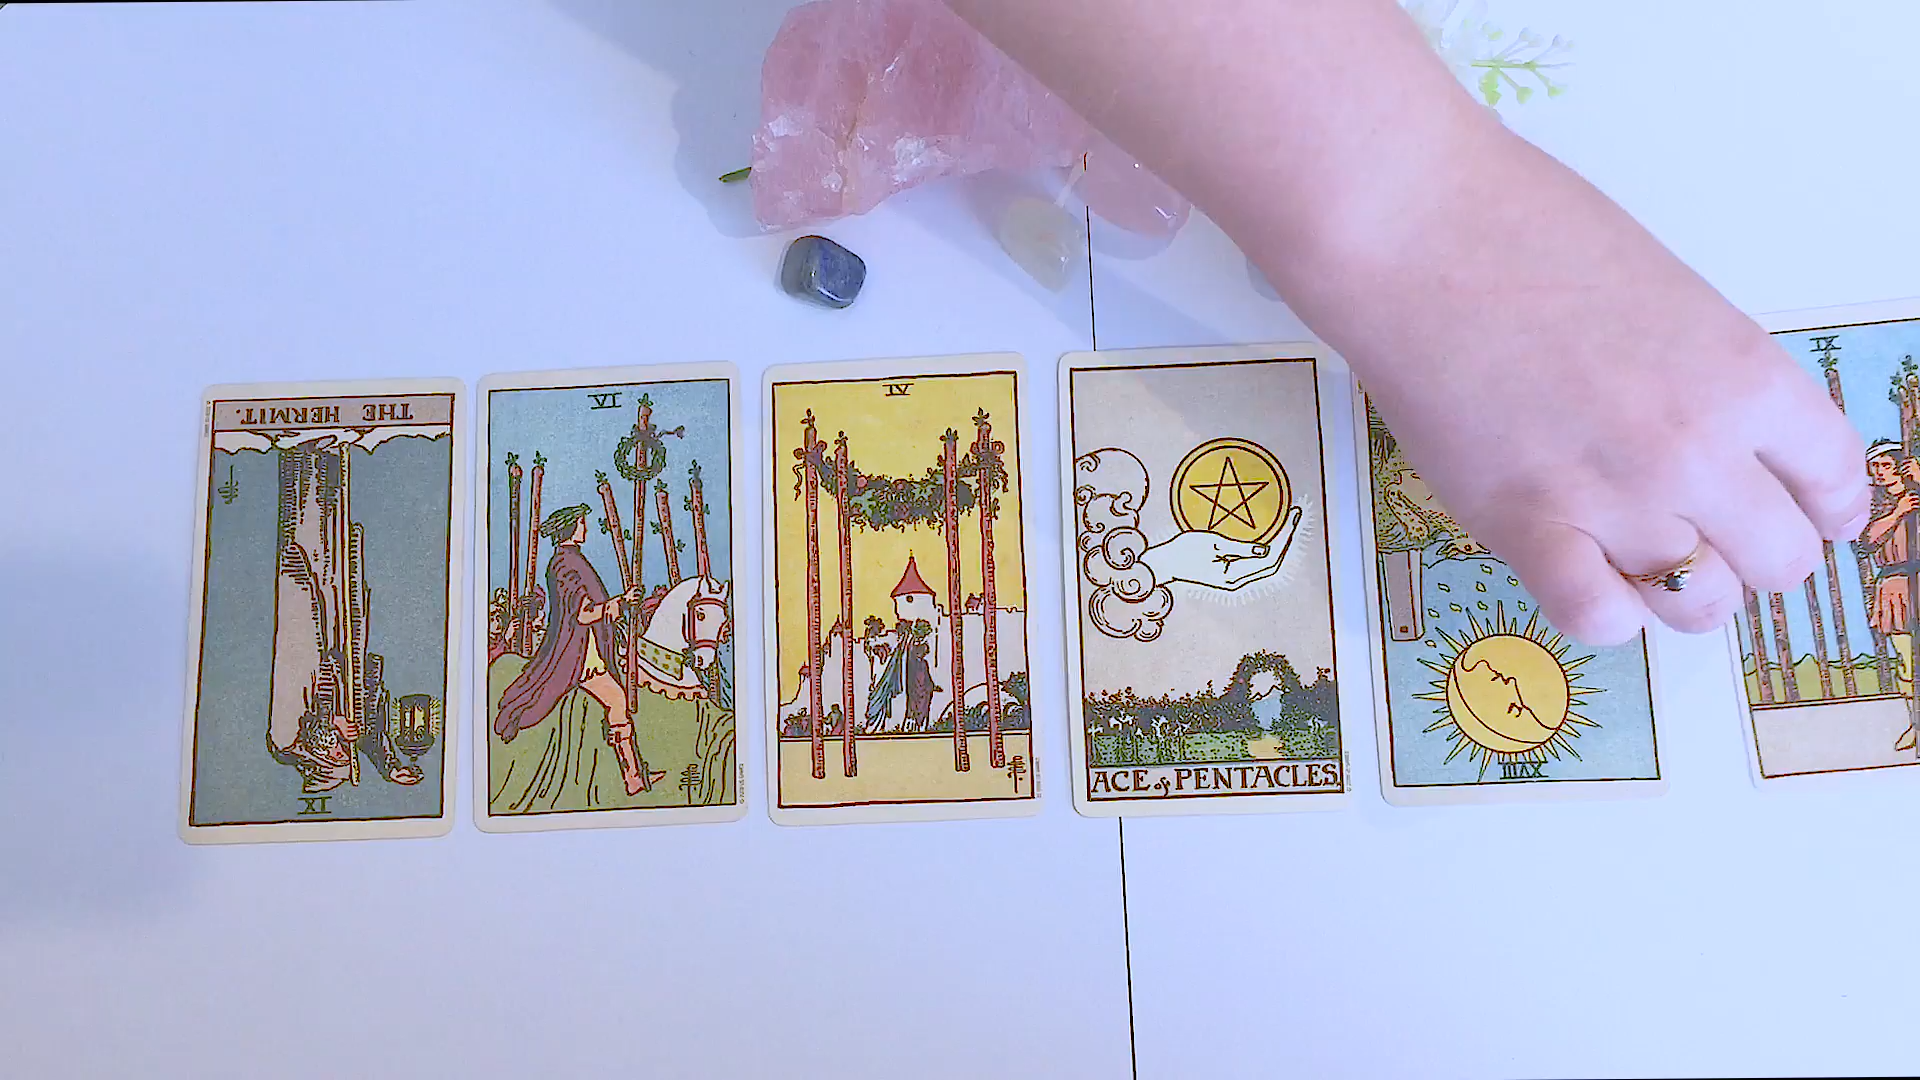 THE HERMIT.
IX
VI
IV
ACE of PENTACLES.
XVIII
IX